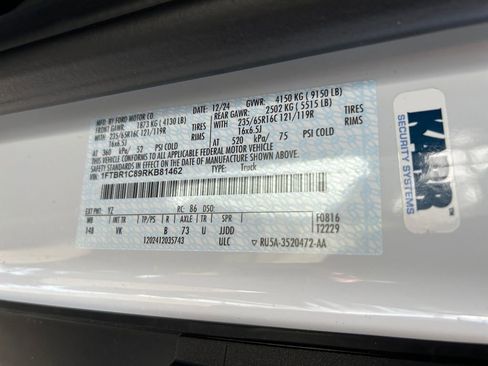 MFD. BY FORD MOTOR CO.
12/24 GVWR: 4150 KG ( 9150 LB)
FRONT GAWR: 1873 KG ( 4130 LB)
REAR GAWR: 2502 KG ( 5515 LB)
WITH 235/65R16C 121/119R TIRES
WITH 235/65R16C 121/119R TIRES
16x6.5J RIMS
16x6.5J RIMS
AT 360 kPa/ 52 PSI COLD
AT 520 kPa/ 75 PSI COLD
THIS VEHICLE CONFORMS TO ALL APPLICABLE FEDERAL MOTOR VEHICLE
SAFETY STANDARDS IN EFFECT ON THE DATE OF MANUFACTURE SHOWN ABOVE.
VIN: 1FTBR1C89RKB81462
TYPE: Truck
EXT PNT: YZ RC: B6 DSO:
WB INT TR TP/PS R AXLE TR SPR F0816
148 VK B 73 U JJDD T2229
1202412035743 ULC RU5A-3520472-AA
SECURITY SYSTEMS